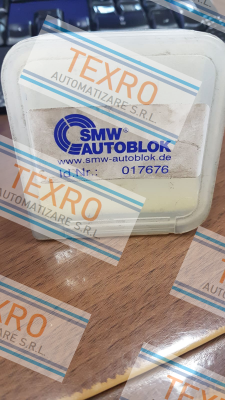 TEXRO
AUTOMATIZARE S.R.L.
SMW®
AUTOBLOK
www.smw-autoblok.de
Id.Nr.: 017676
TEXRO
AUTOMATIZARE S.R.L.
TEXRO
AUTOMATIZARE S.R.L.
TEXRO
AUTOMATIZARE S.R.L.
TEXRO